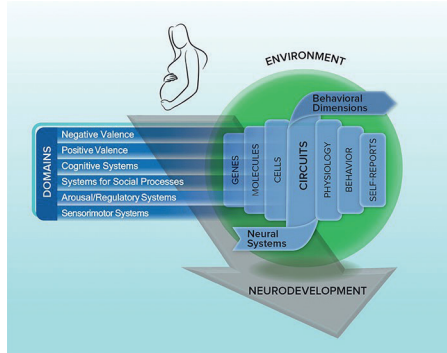 ENVIRONMENT
Behavioral
Dimensions
DOMAINS
Negative Valence
Positive Valence
Cognitive Systems
Systems for Social Processes
Arousal/Regulatory Systems
Sensorimotor Systems
GENES
MOLECULES
CELLS
CIRCUITS
PHYSIOLOGY
BEHAVIOR
SELF-REPORTS
Neural
Systems
NEURODEVELOPMENT